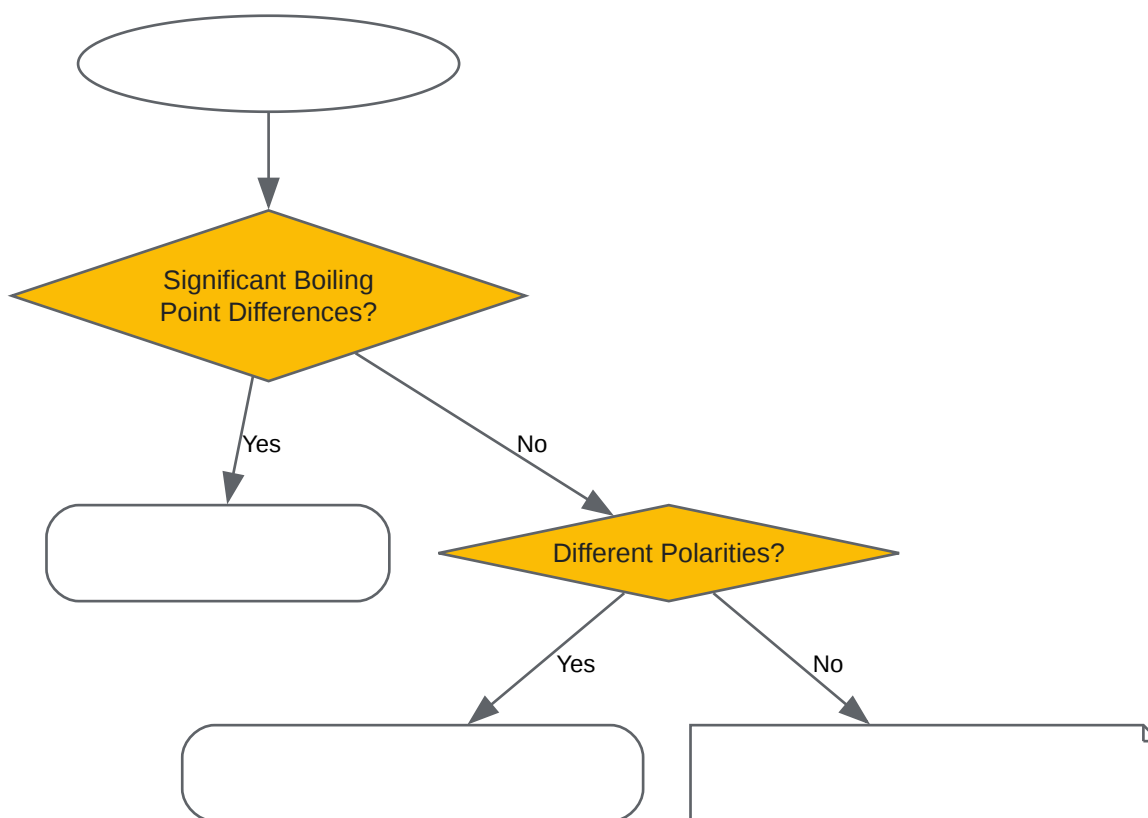 Significant Boiling
Point Differences?
Yes
No
Different Polarities?
Yes
No